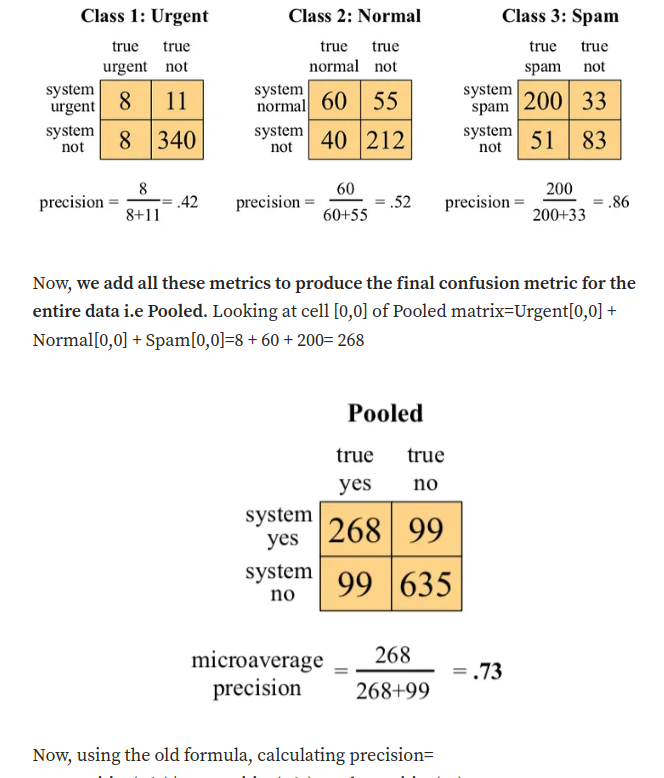 Class 1: Urgent
true true
urgent not
system urgent 8 11
system not 8 340
precision = 8 / 8+11 = .42
Class 2: Normal
true true
normal not
system normal 60 55
system not 40 212
precision = 60 / 60+55 = .52
Class 3: Spam
true true
spam not
system spam 200 33
system not 51 83
precision = 200 / 200+33 = .86
Now, we add all these metrics to produce the final confusion metric for the
entire data i.e Pooled. Looking at cell [0,0] of Pooled matrix=Urgent[0,0] +
Normal[0,0] + Spam[0,0]=8 + 60 + 200= 268
Pooled
true true
yes no
system yes 268 99
system no 99 635
microaverage precision = 268 / 268+99 = .73
Now, using the old formula, calculating precision=